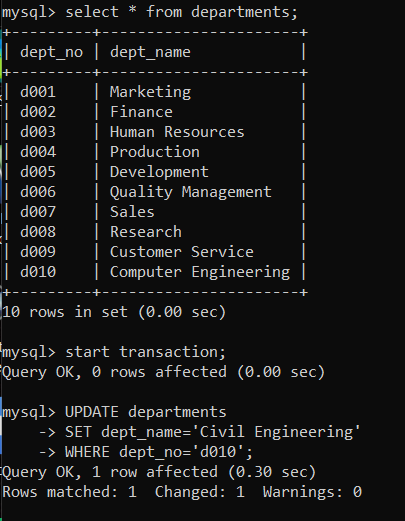 mysql> select * from departments;
+---------+----------------------+
| dept_no | dept_name            |
+---------+----------------------+
| d001    | Marketing            |
| d002    | Finance              |
| d003    | Human Resources      |
| d004    | Production           |
| d005    | Development          |
| d006    | Quality Management   |
| d007    | Sales                |
| d008    | Research             |
| d009    | Customer Service     |
| d010    | Computer Engineering |
+---------+----------------------+
10 rows in set (0.00 sec)

mysql> start transaction;
Query OK, 0 rows affected (0.00 sec)

mysql> UPDATE departments
    -> SET dept_name='Civil Engineering'
    -> WHERE dept_no='d010';
Query OK, 1 row affected (0.30 sec)
Rows matched: 1  Changed: 1  Warnings: 0